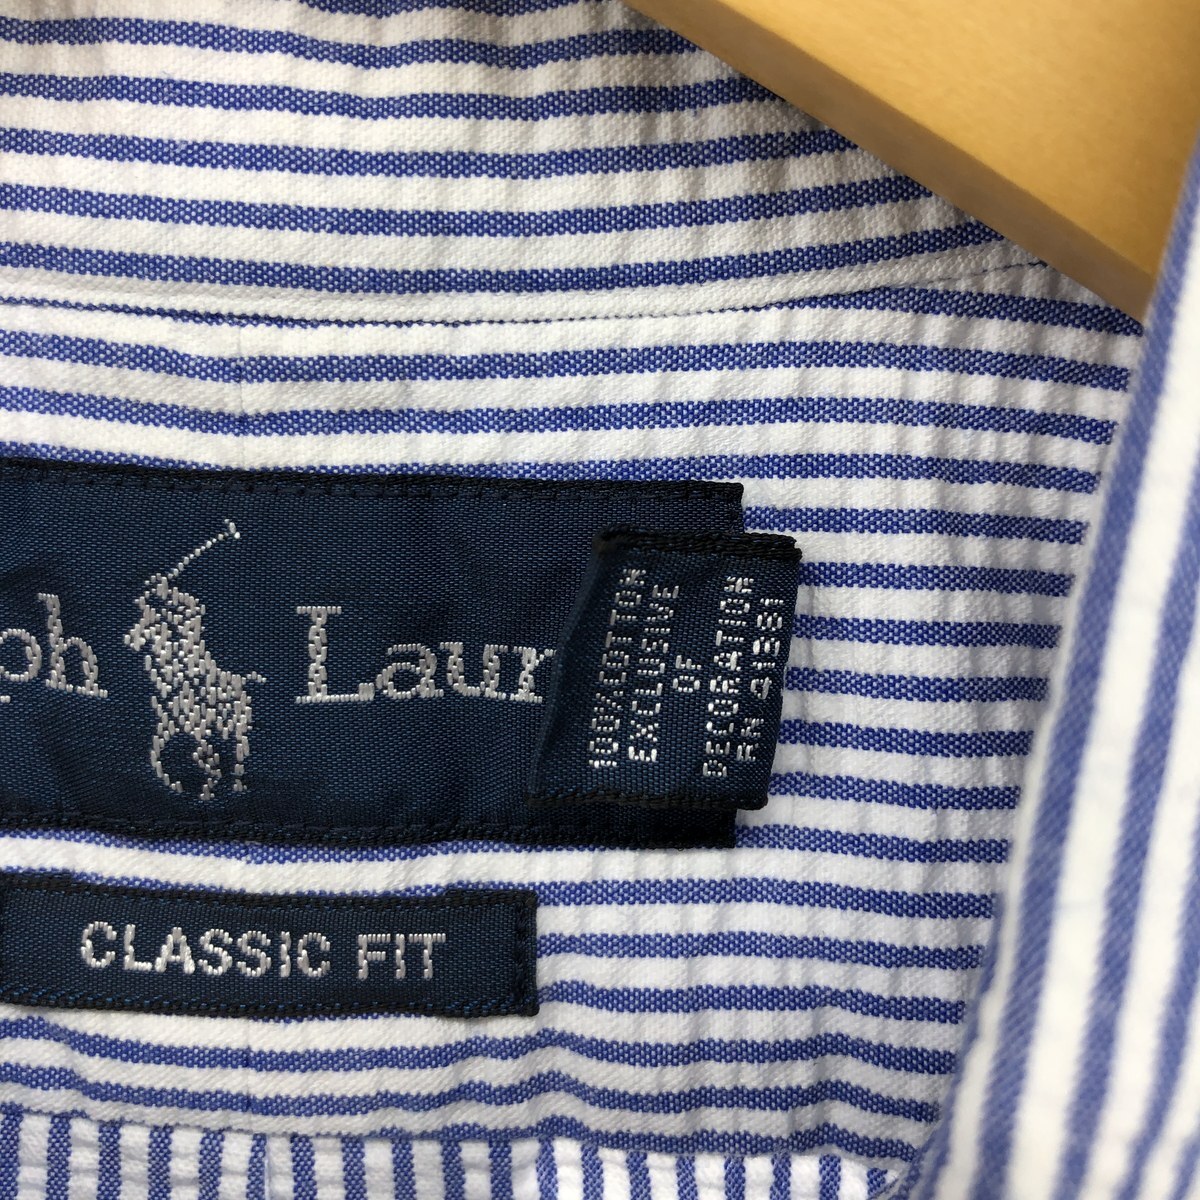 ph Laur
100%COTTON
EXCLUSIVE
OF
DECORATION
RN 41381
CLASSIC FIT